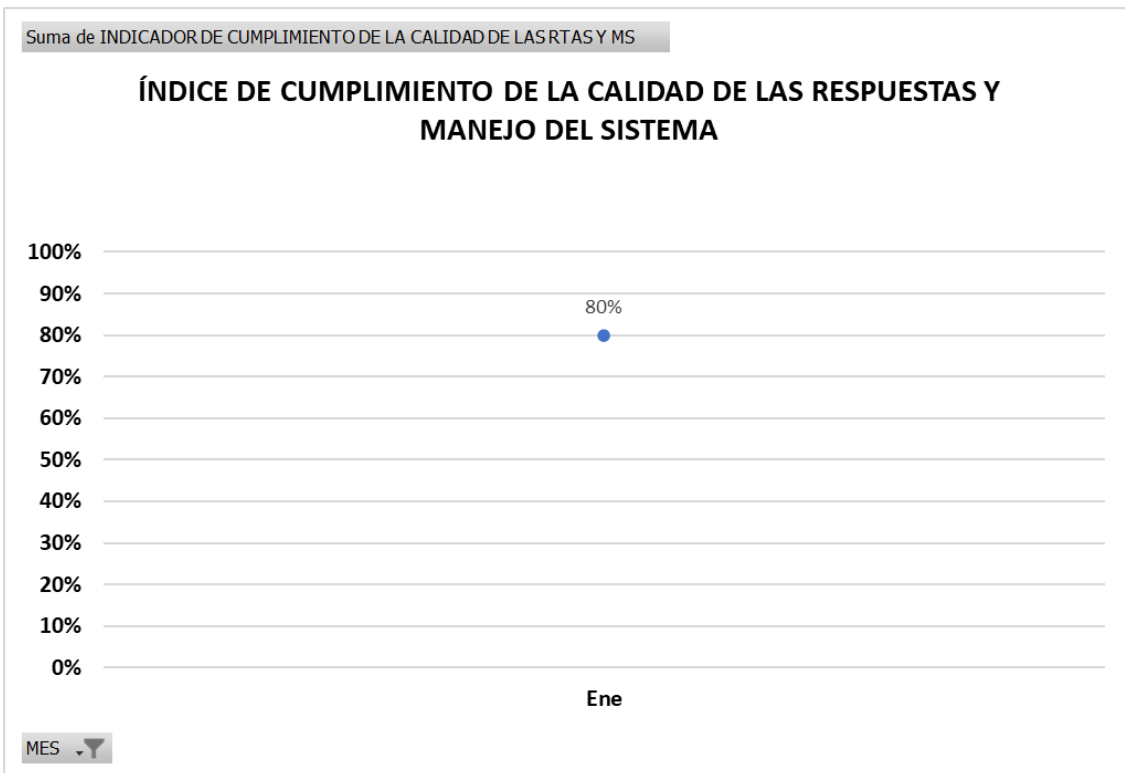 Suma de INDICADOR DE CUMPLIMIENTO DE LA CALIDAD DE LAS RTAS Y MS
ÍNDICE DE CUMPLIMIENTO DE LA CALIDAD DE LAS RESPUESTAS Y
MANEJO DEL SISTEMA
100%
90%
80%
80%
70%
60%
50%
40%
30%
20%
10%
0%
Ene
MES